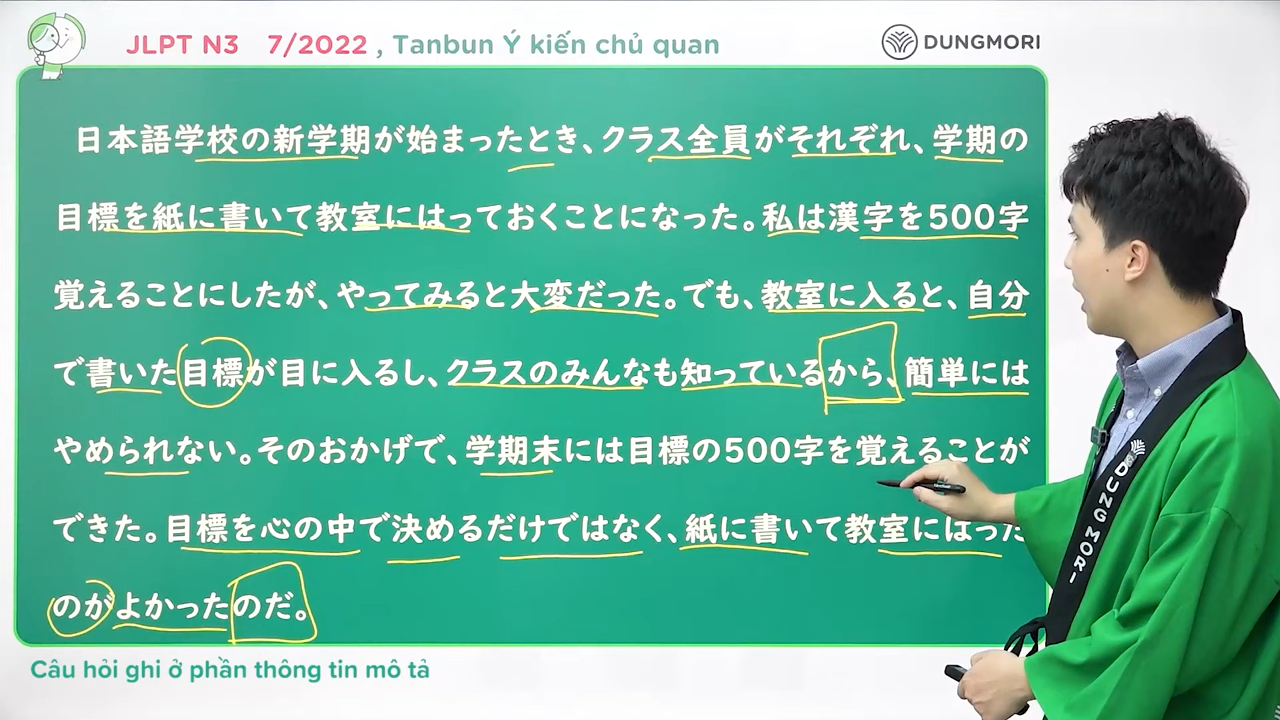 JLPT N3 7/2022 , Tanbun Ý kiến chủ quan
DUNGMORI
日本語学校の新学期が始まったとき、クラス全員がそれぞれ、学期の
目標を紙に書いて教室にはっておくことになった。私は漢字を500字
覚えることにしたが、やってみると大変だった。でも、教室に入ると、自分
で書いた目標が目に入るし、クラスのみんなも知っているから、簡単には
やめられない。そのおかげで、学期末には目標の500字を覚えることが
できた。目標を心の中で決めるだけではなく、紙に書いて教室にはった
のがよかったのだ。
Câu hỏi ghi ở phần thông tin mô tả
DUNG MORI